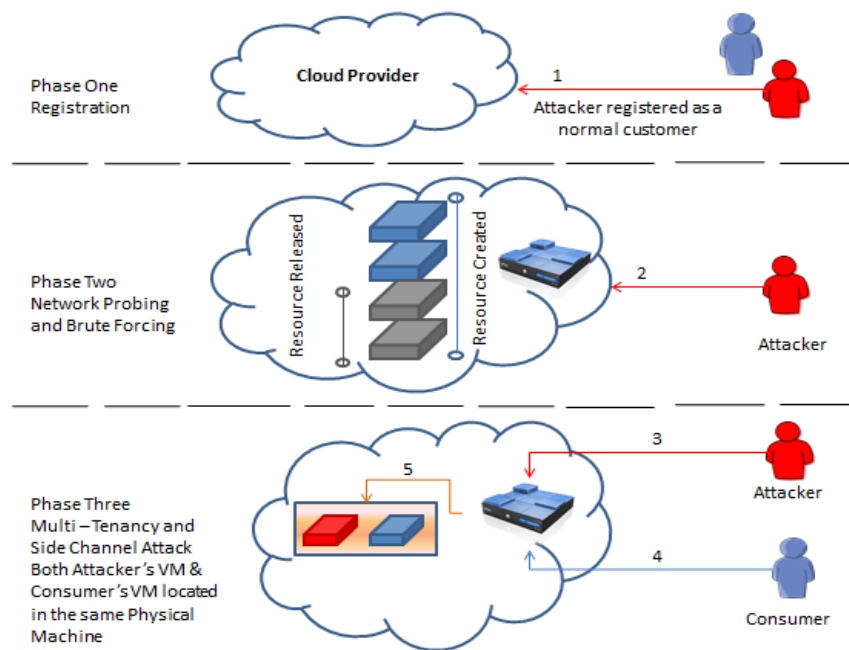 Phase One
Registration
Cloud Provider
1
Attacker registered as a
normal customer
Phase Two
Network Probing
and Brute Forcing
Resource Released
Resource Created
2
Attacker
Phase Three
Multi – Tenancy and
Side Channel Attack
Both Attacker's VM &
Consumer's VM located
in the same Physical
Machine
5
3
Attacker
4
Consumer